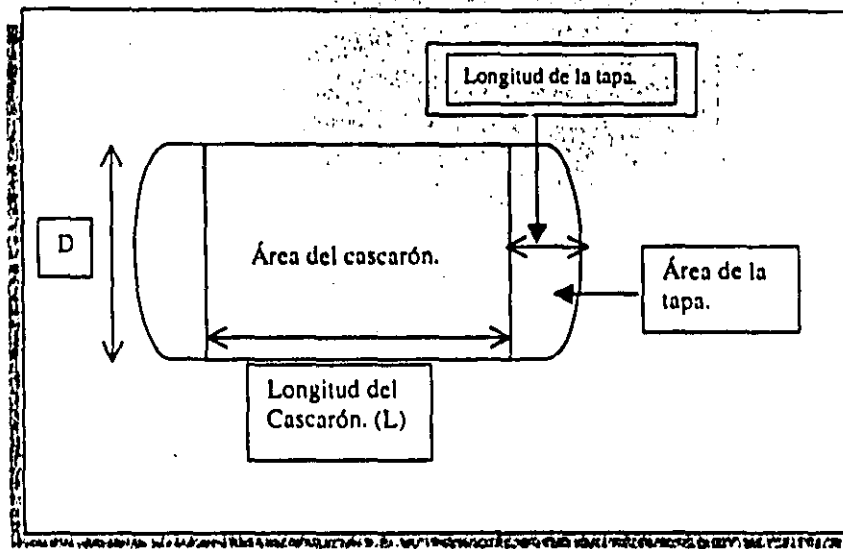 Longitud de la tapa.
D
Área del cascarón.
Área de la
tapa.
Longitud del
Cascarón. (L)